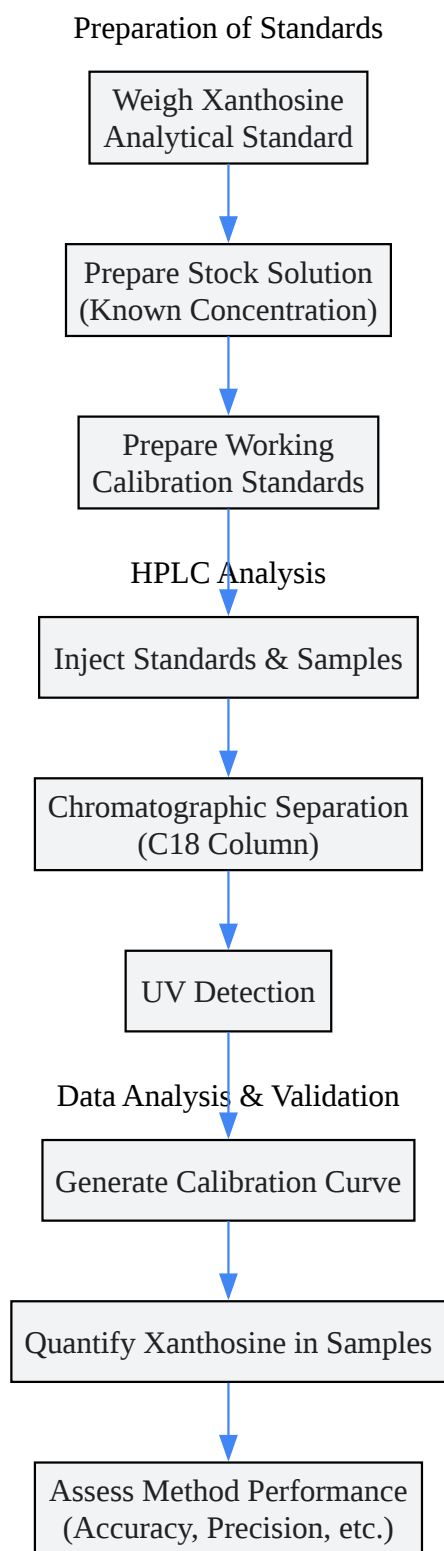 Preparation of Standards
Weigh Xanthosine
Analytical Standard
Prepare Stock Solution
(Known Concentration)
Prepare Working
Calibration Standards
HPLC Analysis
Inject Standards & Samples
Chromatographic Separation
(C18 Column)
UV Detection
Data Analysis & Validation
Generate Calibration Curve
Quantify Xanthosine in Samples
Assess Method Performance
(Accuracy, Precision, etc.)